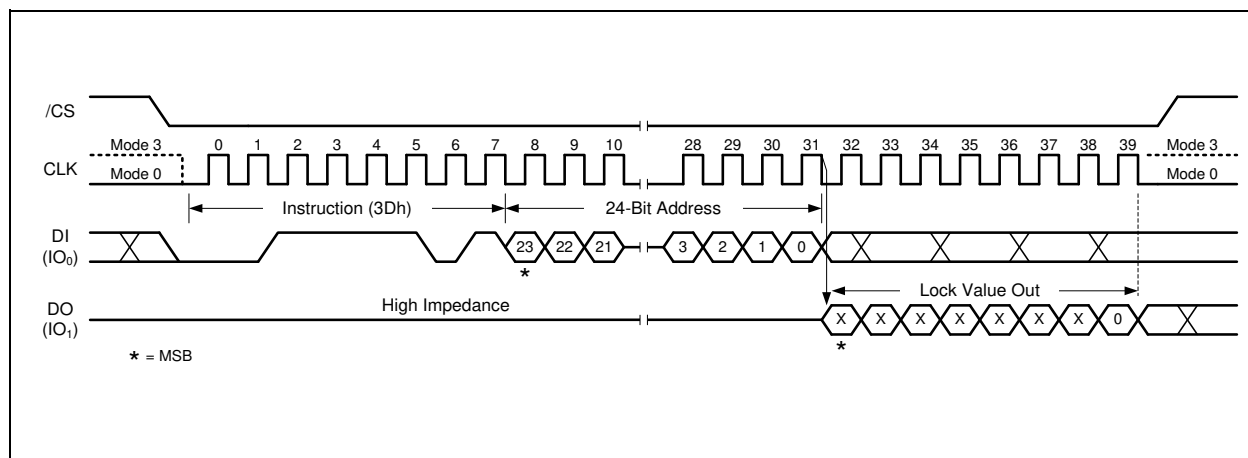 /CS
Mode 3 0 1 2 3 4 5 6 7 8 9 10 28 29 30 31 32 33 34 35 36 37 38 39 Mode 3
CLK
Mode 0 Mode 0
Instruction (3Dh) 24-Bit Address
DI 23 22 21 3 2 1 0
(IO₀)
*
Lock Value Out
High Impedance
DO X X X X X X X 0
(IO₁)
* = MSB *